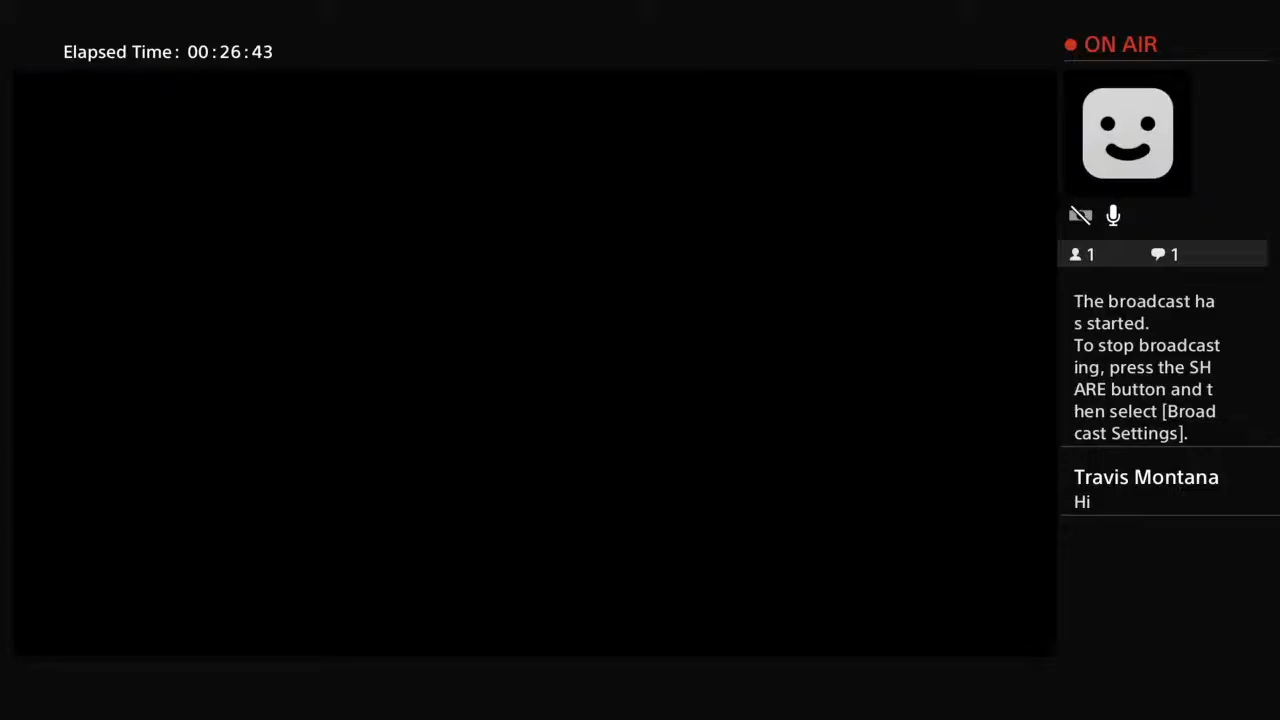 Elapsed Time: 00:26:43
ON AIR
1 1
The broadcast ha
s started.
To stop broadcast
ing, press the SH
ARE button and t
hen select [Broad
cast Settings].
Travis Montana
Hi